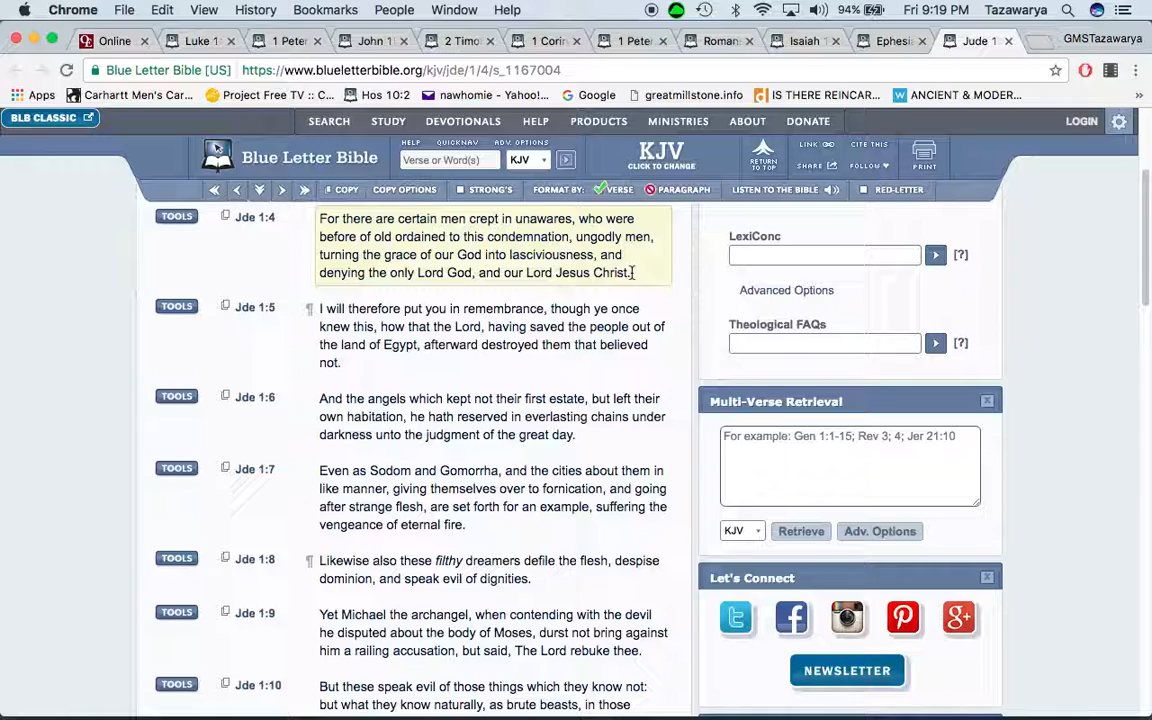 Chrome File Edit View History Bookmarks People Window Help 94% Fri 9:19 PM Tazawarya
Online Luke 1 1 Peter John 1 2 Timo 1 Corin 1 Peter Romans Isaiah 1 Ephesi Jude 1 GMSTazawarya
Blue Letter Bible [US] https://www.blueletterbible.org/kjv/jde/1/4/s_1167004
Apps Carhartt Men's Car... Project Free TV :: C... Hos 10:2 nawhomie - Yahoo!... Google greatmillstone.info IS THERE REINCAR... ANCIENT & MODER... »
BLB CLASSIC SEARCH STUDY DEVOTIONALS HELP PRODUCTS MINISTRIES ABOUT DONATE LOGIN
HELP QUICKNAV ADV. OPTIONS
Blue Letter Bible Verse or Word(s) KJV KJV CLICK TO CHANGE RETURN TO TOP LINK CITE THIS SHARE FOLLOW PRINT
COPY COPY OPTIONS STRONG'S FORMAT BY: VERSE PARAGRAPH LISTEN TO THE BIBLE RED-LETTER
TOOLS Jde 1:4 For there are certain men crept in unawares, who were
before of old ordained to this condemnation, ungodly men,
turning the grace of our God into lasciviousness, and
denying the only Lord God, and our Lord Jesus Christ.
TOOLS Jde 1:5 ¶ I will therefore put you in remembrance, though ye once
knew this, how that the Lord, having saved the people out of
the land of Egypt, afterward destroyed them that believed
not.
TOOLS Jde 1:6 And the angels which kept not their first estate, but left their
own habitation, he hath reserved in everlasting chains under
darkness unto the judgment of the great day.
TOOLS Jde 1:7 Even as Sodom and Gomorrha, and the cities about them in
like manner, giving themselves over to fornication, and going
after strange flesh, are set forth for an example, suffering the
vengeance of eternal fire.
TOOLS Jde 1:8 ¶ Likewise also these filthy dreamers defile the flesh, despise
dominion, and speak evil of dignities.
TOOLS Jde 1:9 Yet Michael the archangel, when contending with the devil
he disputed about the body of Moses, durst not bring against
him a railing accusation, but said, The Lord rebuke thee.
TOOLS Jde 1:10 But these speak evil of those things which they know not:
but what they know naturally, as brute beasts, in those
LexiConc
[?]
Advanced Options
Theological FAQs
[?]
Multi-Verse Retrieval
For example: Gen 1:1-15; Rev 3; 4; Jer 21:10
KJV Retrieve Adv. Options
Let's Connect
NEWSLETTER